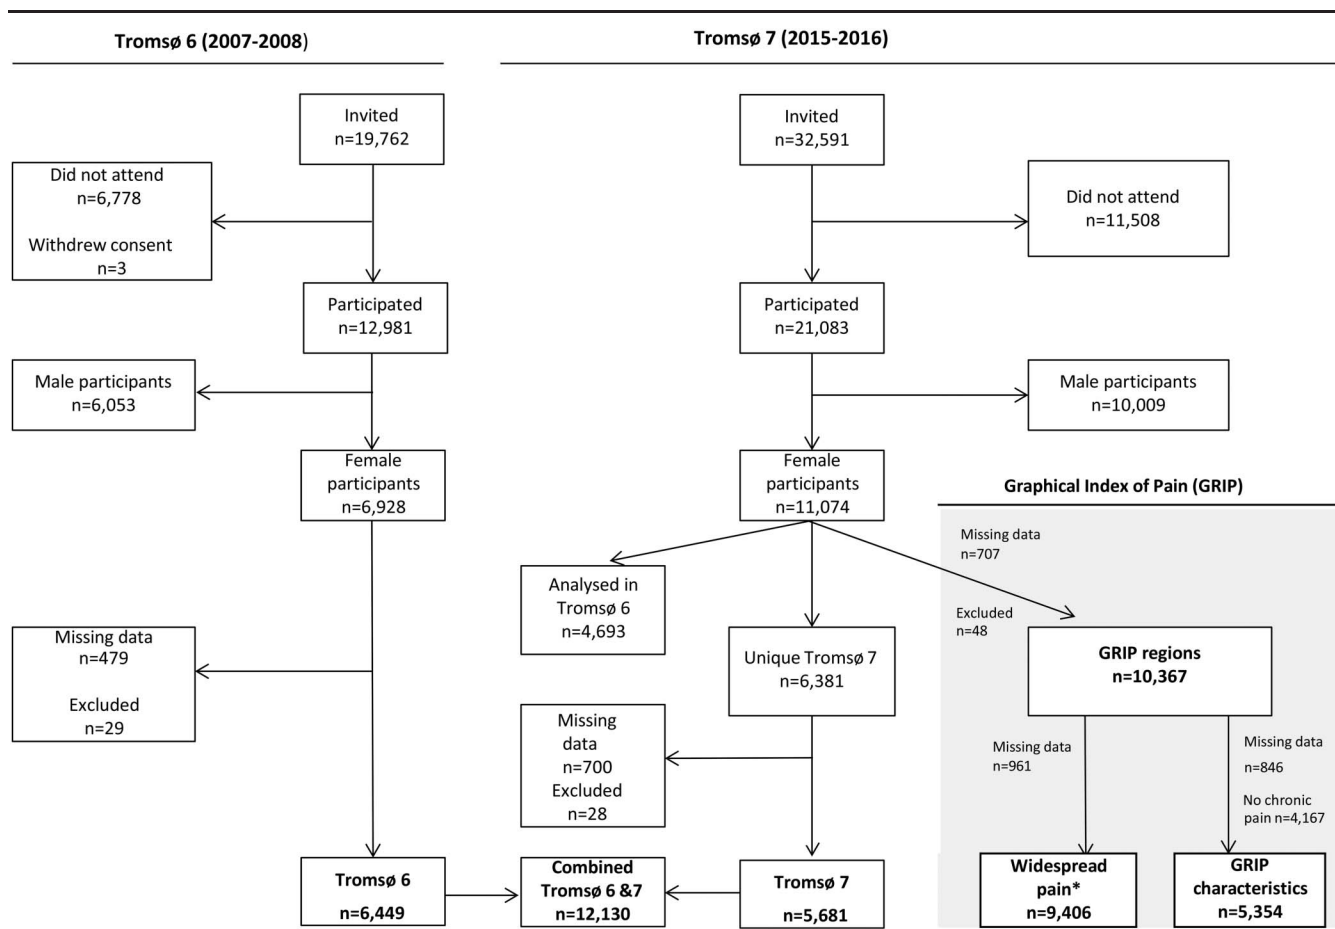 Tromsø 6 (2007-2008)
Invited
n=19,762
Did not attend
n=6,778
Withdrew consent
n=3
Participated
n=12,981
Male participants
n=6,053
Female
participants
n=6,928
Missing data
n=479
Excluded
n=29
Tromsø 6
n=6,449
Tromsø 7 (2015-2016)
Invited
n=32,591
Did not attend
n=11,508
Participated
n=21,083
Male participants
n=10,009
Female
participants
n=11,074
Analysed in
Tromsø 6
n=4,693
Unique Tromsø 7
n=6,381
Missing
data
n=700
Excluded
n=28
Combined
Tromsø 6 &7
n=12,130
Tromsø 7
n=5,681
Graphical Index of Pain (GRIP)
Missing data
n=707
Excluded
n=48
GRIP regions
n=10,367
Missing data
n=961
Missing data
n=846
No chronic
pain n=4,167
Widespread
pain*
n=9,406
GRIP
characteristics
n=5,354